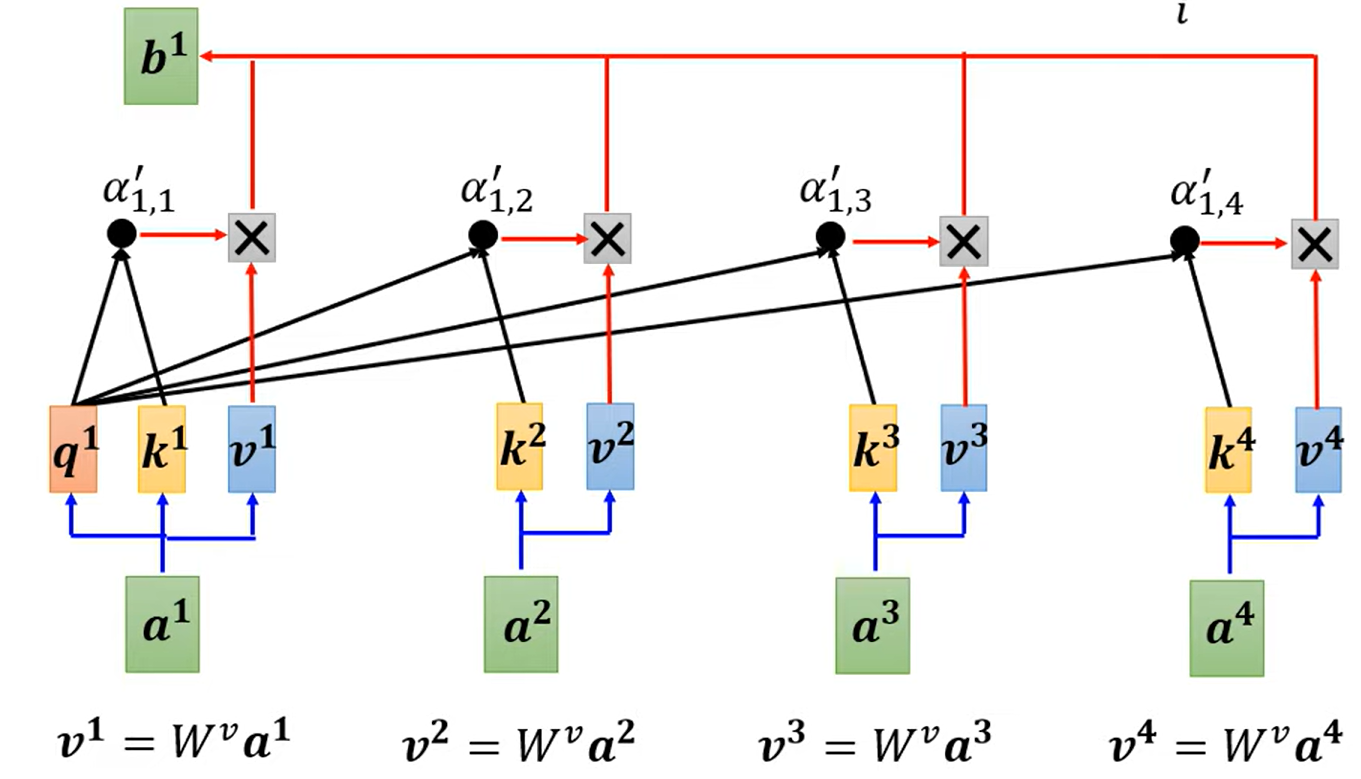 i
b¹
α′₁,₁ α′₁,₂ α′₁,₃ α′₁,₄
q¹ k¹ v¹ k² v² k³ v³ k⁴ v⁴
a¹ a² a³ a⁴
v¹ = Wᵛa¹ v² = Wᵛa² v³ = Wᵛa³ v⁴ = Wᵛa⁴